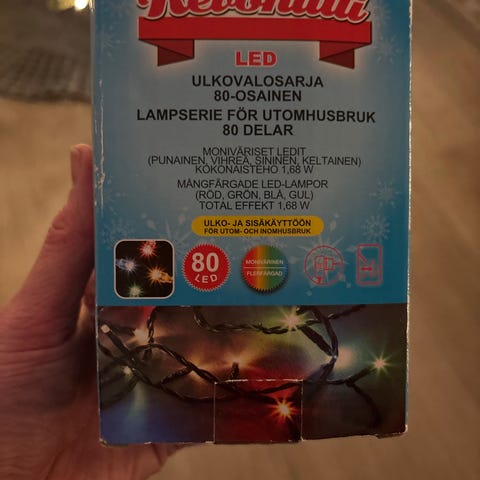 Revontuli
LED
ULKOVALOSARJA
80-OSAINEN
LAMPSERIE FÖR UTOMHUSBRUK
80 DELAR
MONIVÄRISET LEDIT
(PUNAINEN, VIHREÄ, SININEN, KELTAINEN)
KOKONAISTEHO 1,68 W
MÅNGFÄRGADE LED-LAMPOR
(RÖD, GRÖN, BLÅ, GUL)
TOTAL EFFEKT 1,68 W
ULKO- JA SISÄKÄYTTÖÖN
FÖR UTOM- OCH INOMHUSBRUK
80
LED
MONIVÄRINEN
FLERFÄRGAD